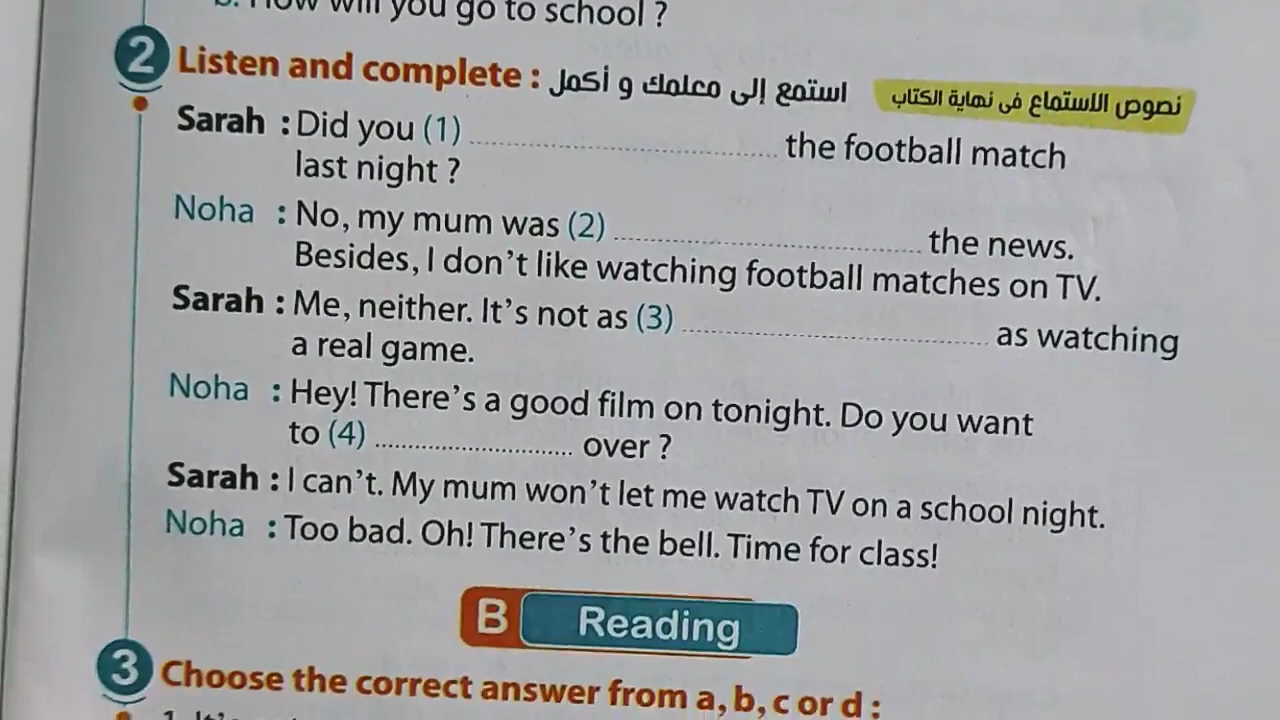 How will you go to school ?
2 Listen and complete : استمع إلى معلمك و أكمل نصوص الاستماع فى نهاية الكتاب
Sarah : Did you (1) ........................................ the football match
last night ?
Noha : No, my mum was (2) ........................................ the news.
Besides, I don't like watching football matches on TV.
Sarah : Me, neither. It's not as (3) ........................................ as watching
a real game.
Noha : Hey! There's a good film on tonight. Do you want
to (4) .............................. over ?
Sarah : I can't. My mum won't let me watch TV on a school night.
Noha : Too bad. Oh! There's the bell. Time for class!
B Reading
3 Choose the correct answer from a, b, c or d :